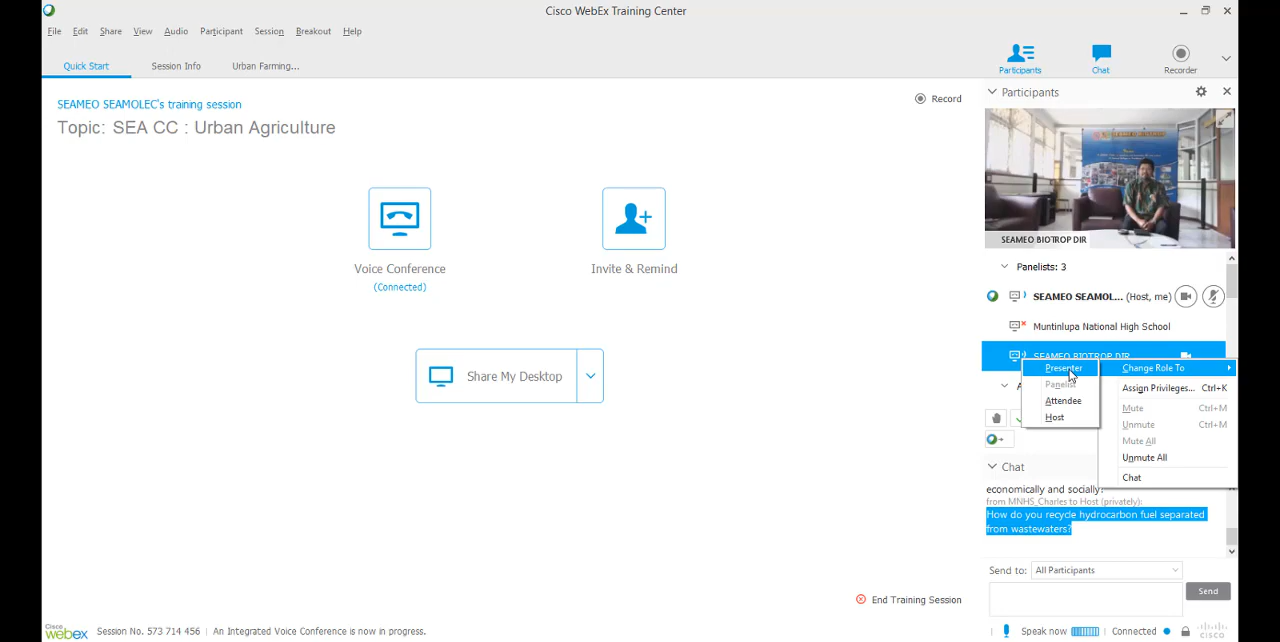 Cisco WebEx Training Center
File Edit Share View Audio Participant Session Breakout Help
Quick Start Session Info Urban Farming...
Participants Chat Recorder
SEAMEO SEAMOLEC's training session
Topic: SEA CC : Urban Agriculture
Record
Voice Conference
(Connected)
Invite & Remind
Share My Desktop
End Training Session
Participants
SEAMEO BIOTROP
SEAMEO BIOTROP DIR
Panelists: 3
SEAMEO SEAMOL... (Host, me)
Muntinlupa National High School
SEAMEO BIOTROP DIR
Presenter
Panelist
Attendee
Host
Change Role To
Assign Privileges... Ctrl+K
Mute Ctrl+M
Unmute Ctrl+M
Mute All
Unmute All
Chat
Chat
economically and socially?
from MNHS_Charles to Host (privately):
How do you recycle hydrocarbon fuel separated
from wastewaters?
Send to: All Participants
Send
cisco webex Session No. 573 714 456 | An Integrated Voice Conference is now in progress.
Speak now Connected
cisco